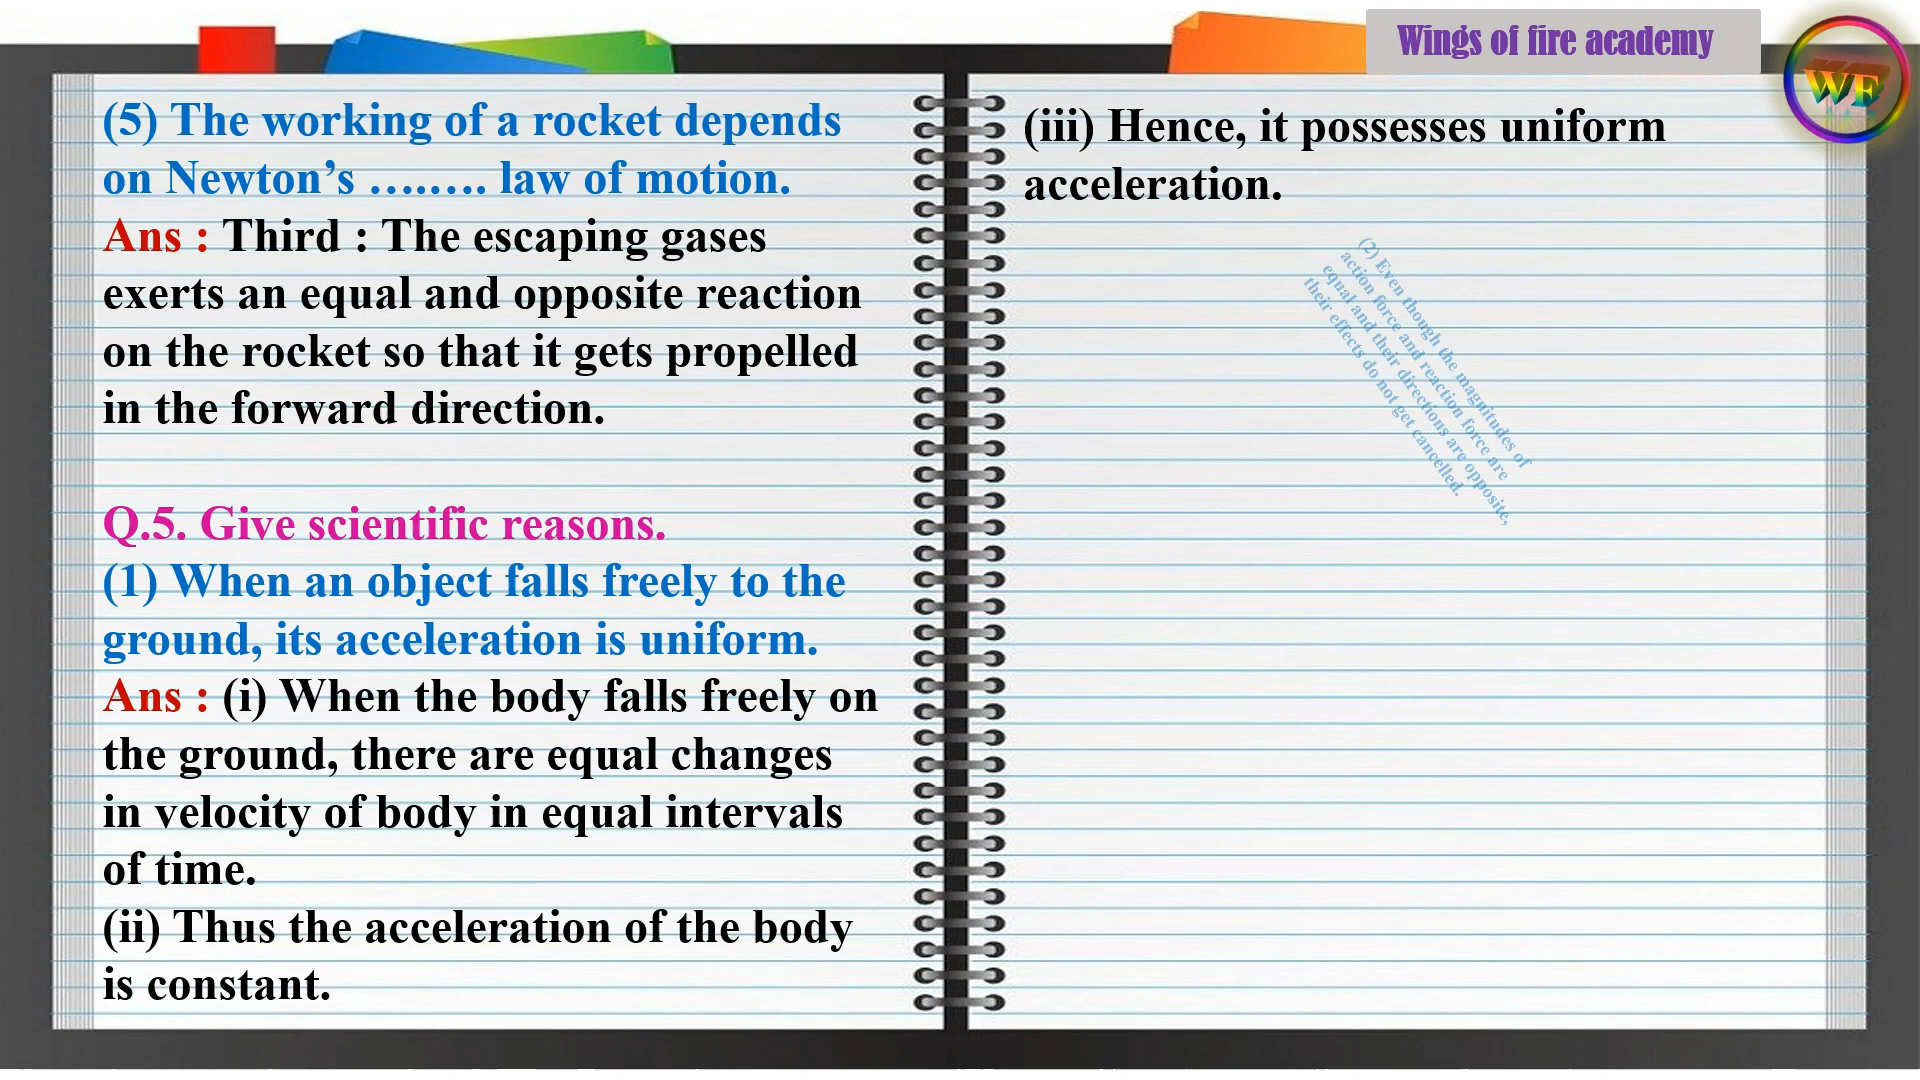 Wings of fire academy
WF
(5) The working of a rocket depends
on Newton’s ….…. law of motion.
Ans : Third : The escaping gases
exerts an equal and opposite reaction
on the rocket so that it gets propelled
in the forward direction.
Q.5. Give scientific reasons.
(1) When an object falls freely to the
ground, its acceleration is uniform.
Ans : (i) When the body falls freely on
the ground, there are equal changes
in velocity of body in equal intervals
of time.
(ii) Thus the acceleration of the body
is constant.
(iii) Hence, it possesses uniform
acceleration.
(2) Even though the magnitudes of
action force and reaction force are
equal and their directions are opposite,
their effects do not get cancelled.